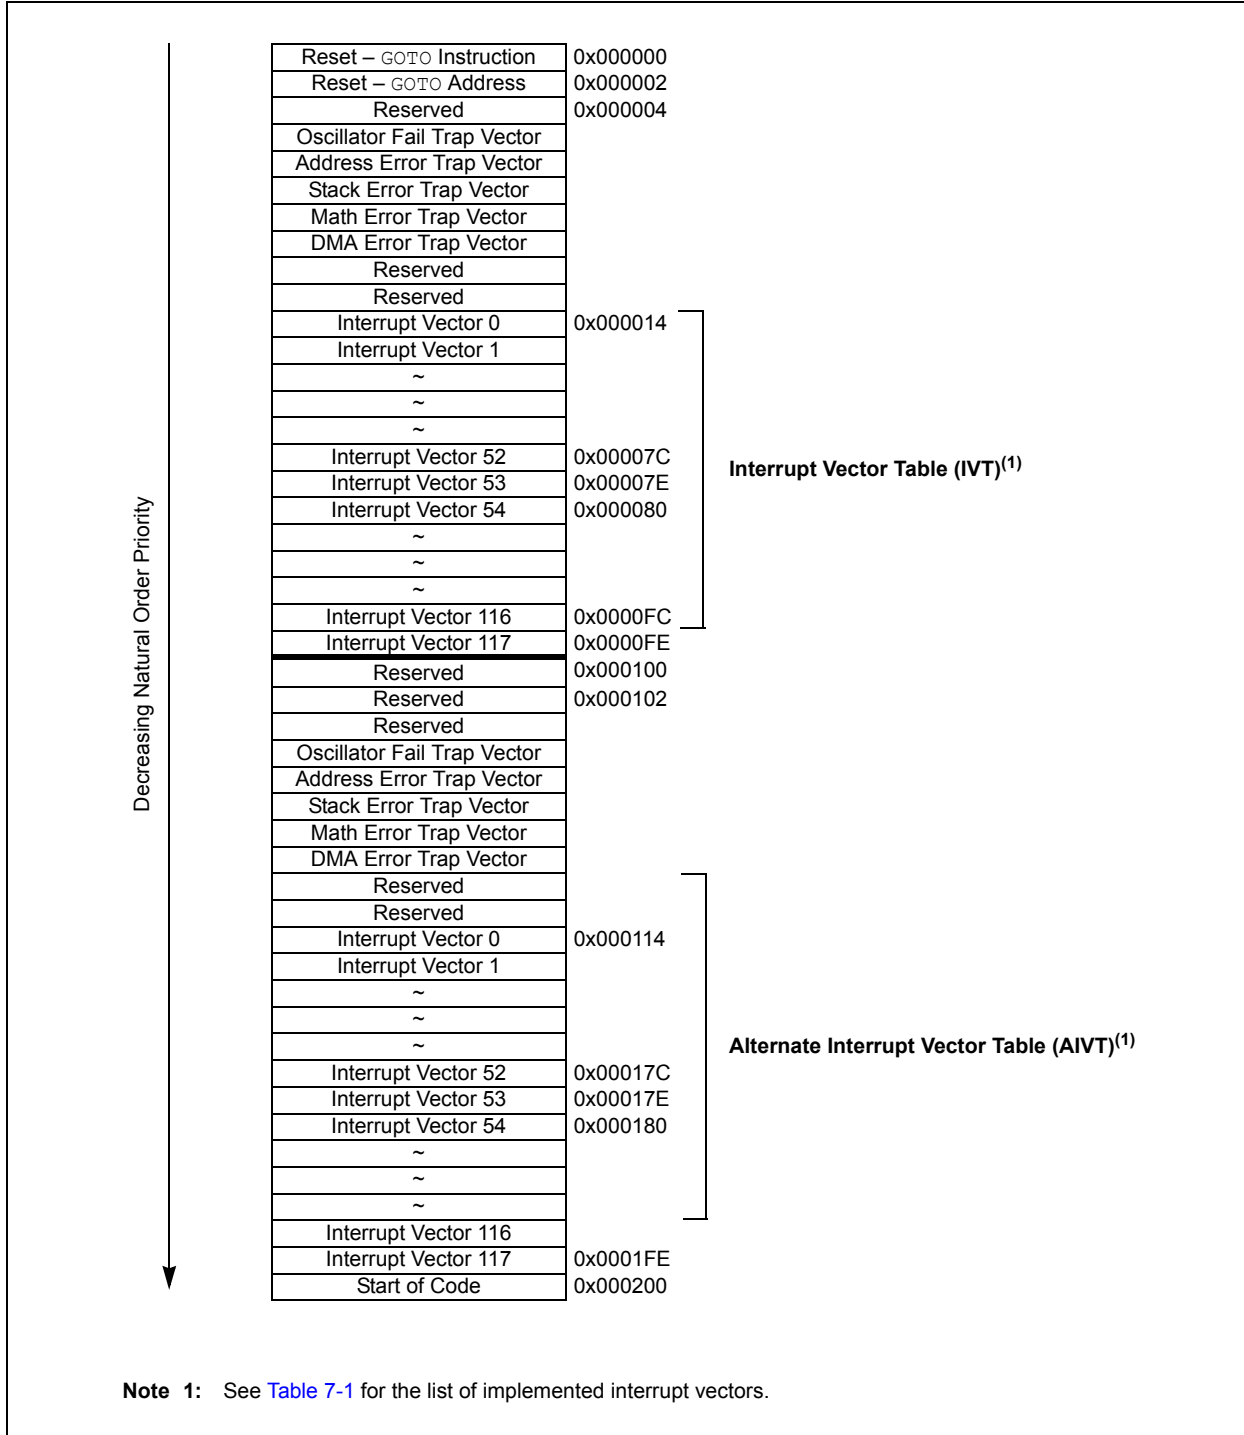 Reset – GOTO Instruction 0x000000
Reset – GOTO Address 0x000002
Reserved 0x000004
Oscillator Fail Trap Vector
Address Error Trap Vector
Stack Error Trap Vector
Math Error Trap Vector
DMA Error Trap Vector
Reserved
Reserved
Interrupt Vector 0 0x000014
Interrupt Vector 1
~
~
~
Interrupt Vector 52 0x00007C
Interrupt Vector Table (IVT)(1)
Interrupt Vector 53 0x00007E
Interrupt Vector 54 0x000080
~
~
~
Interrupt Vector 116 0x0000FC
Interrupt Vector 117 0x0000FE
Decreasing Natural Order Priority
Reserved 0x000100
Reserved 0x000102
Reserved
Oscillator Fail Trap Vector
Address Error Trap Vector
Stack Error Trap Vector
Math Error Trap Vector
DMA Error Trap Vector
Reserved
Reserved
Interrupt Vector 0 0x000114
Interrupt Vector 1
~
~
~
Alternate Interrupt Vector Table (AIVT)(1)
Interrupt Vector 52 0x00017C
Interrupt Vector 53 0x00017E
Interrupt Vector 54 0x000180
~
~
~
Interrupt Vector 116
Interrupt Vector 117 0x0001FE
Start of Code 0x000200
Note 1: See Table 7-1 for the list of implemented interrupt vectors.